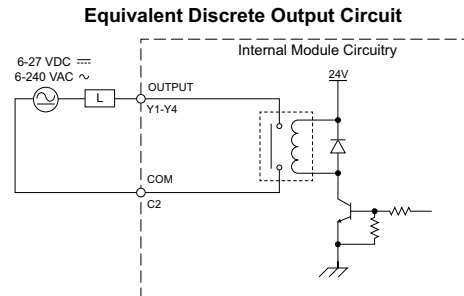 Equivalent Discrete Output Circuit
Internal Module Circuitry
6-27 VDC ⎓
6-240 VAC ∿
24V
L
OUTPUT
Y1-Y4
COM
C2